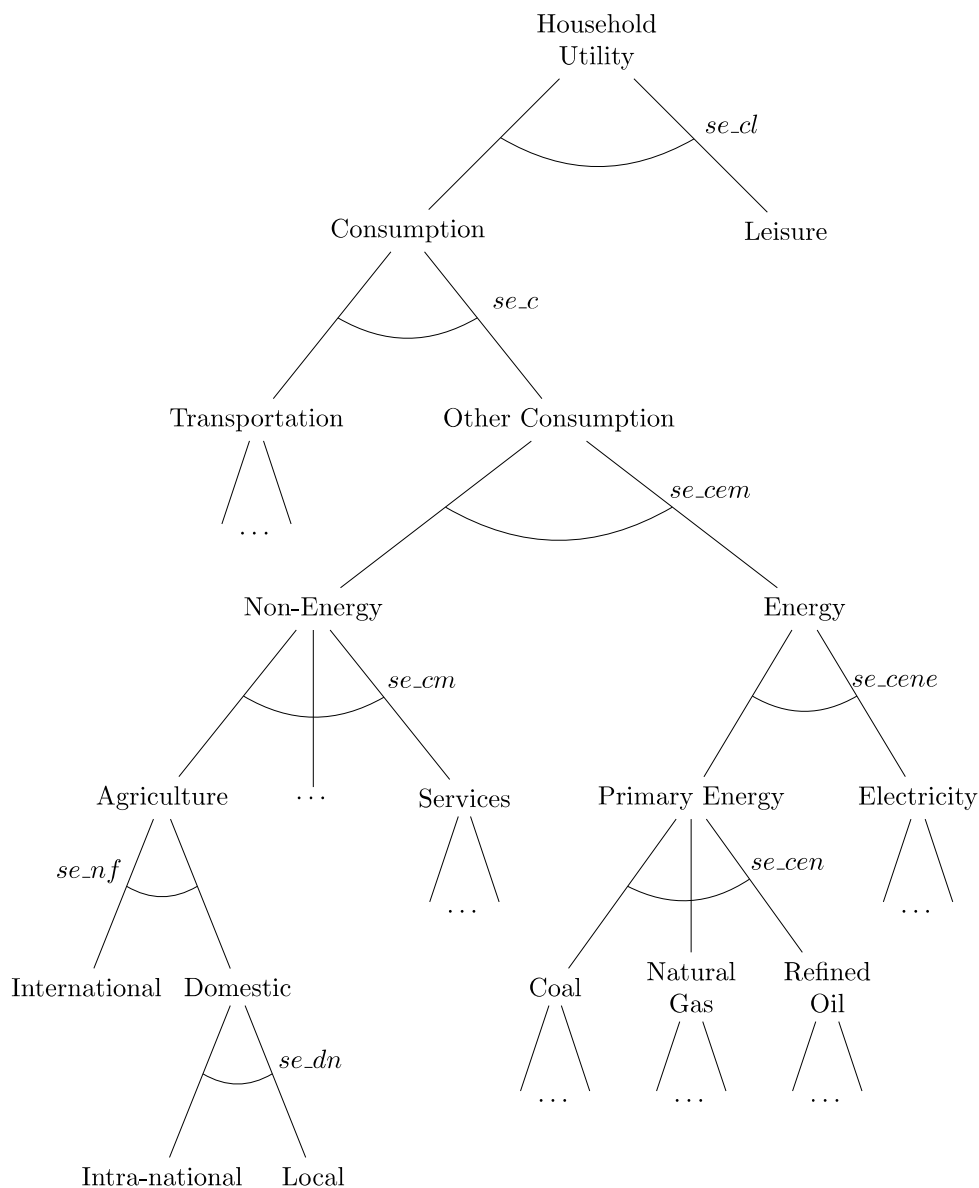 Household
Utility
se_cl
Consumption
Leisure
se_c
Transportation
Other Consumption
se_cem
...
Non-Energy
Energy
se_cm
se_cene
Agriculture
...
Services
Primary Energy
Electricity
se_nf
se_cen
...
...
International
Domestic
Coal
Natural
Gas
Refined
Oil
se_dn
...
...
...
Intra-national
Local